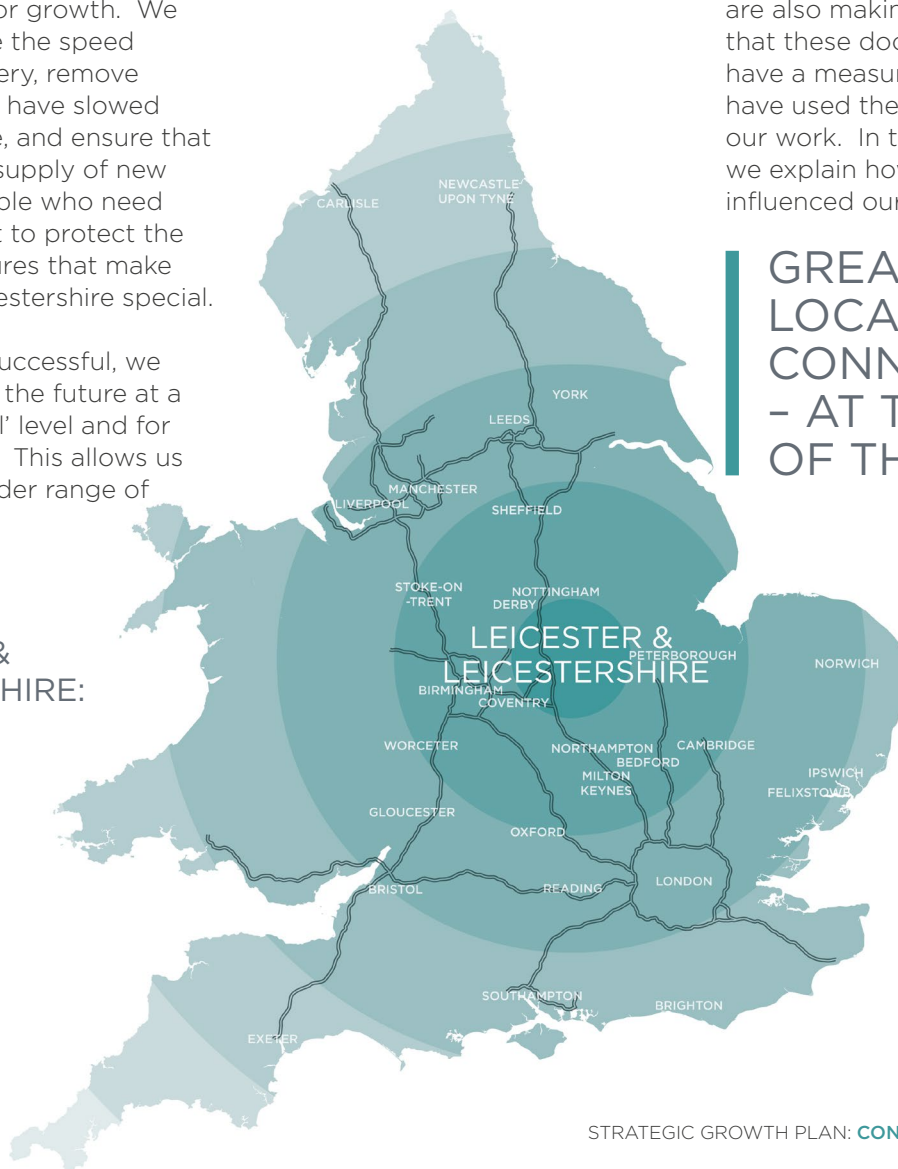 or growth. We
e the speed
ery, remove
have slowed
e, and ensure that
supply of new
ple who need
t to protect the
ures that make
estershire special.
uccessful, we
the future at a
l’ level and for
This allows us
der range of
&
SHIRE:
are also makin
that these doc
have a measur
have used the
our work. In t
we explain how
influenced our
GREA
LOCA
CONN
– AT T
OF TH
CARLISLE
NEWCASTLE
UPON TYNE
YORK
LEEDS
MANCHESTER
LIVERPOOL
SHEFFIELD
STOKE-ON
-TRENT
NOTTINGHAM
DERBY
LEICESTER &
LEICESTERSHIRE
PETERBOROUGH
NORWICH
BIRMINGHAM
COVENTRY
WORCETER
NORTHAMPTON
CAMBRIDGE
BEDFORD
MILTON
KEYNES
IPSWICH
FELIXSTOWE
GLOUCESTER
OXFORD
BRISTOL
READING
LONDON
SOUTHAMPTON
BRIGHTON
EXETER
STRATEGIC GROWTH PLAN: CON